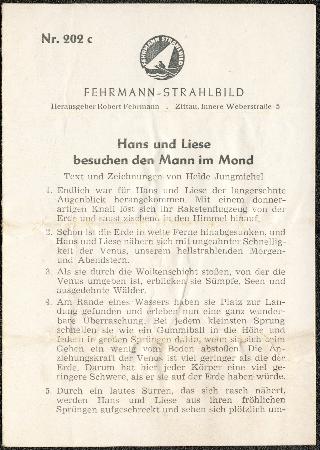 Nr. 202 c
FEHRMANN STRAHLBILD
FEHRMANN-STRAHLBILD
Herausgeber Robert Fehrmann . Zittau, Innere Weberstraße 5
Hans und Liese
besuchen den Mann im Mond
Text und Zeichnungen von Heide Jungmichel
1. Endlich war für Hans und Liese der langersehnte
Augenblick herangekommen. Mit einem donner-
artigen Knall löst sich ihr Raketenflugzeug von der
Erde und saust zischend in den Himmel hinauf.
2. Schon ist die Erde in weite Ferne hinabgesunken, und
Hans und Liese nähern sich mit ungeahnter Schnellig-
keit der Venus, unserem hellstrahlenden Morgen-
und Abendstern.
3. Als sie durch die Wolkenschicht stoßen, von der die
Venus umgeben ist, erblicken sie Sümpfe, Seen und
ausgedehnte Wälder.
4. Am Rande eines Wassers haben sie Platz zur Lan-
dung gefunden und erleben nun eine ganz wunder-
bare Überraschung. Bei jedem kleinsten Sprung
schnellen sie wie ein Gummiball in die Höhe und
federn in großen Sprüngen dahin, wenn sie sich beim
Gehen ein wenig vom Boden abstoßen. Die An-
ziehungskraft der Venus ist viel geringer als die der
Erde. Darum hat hier jeder Körper eine viel ge-
ringere Schwere, als er sie auf der Erde haben würde.
5. Durch ein lautes Surren, das sich rasch nähert,
werden Hans und Liese aus ihren fröhlichen
Sprüngen aufgeschreckt und sehen sich plötzlich um-